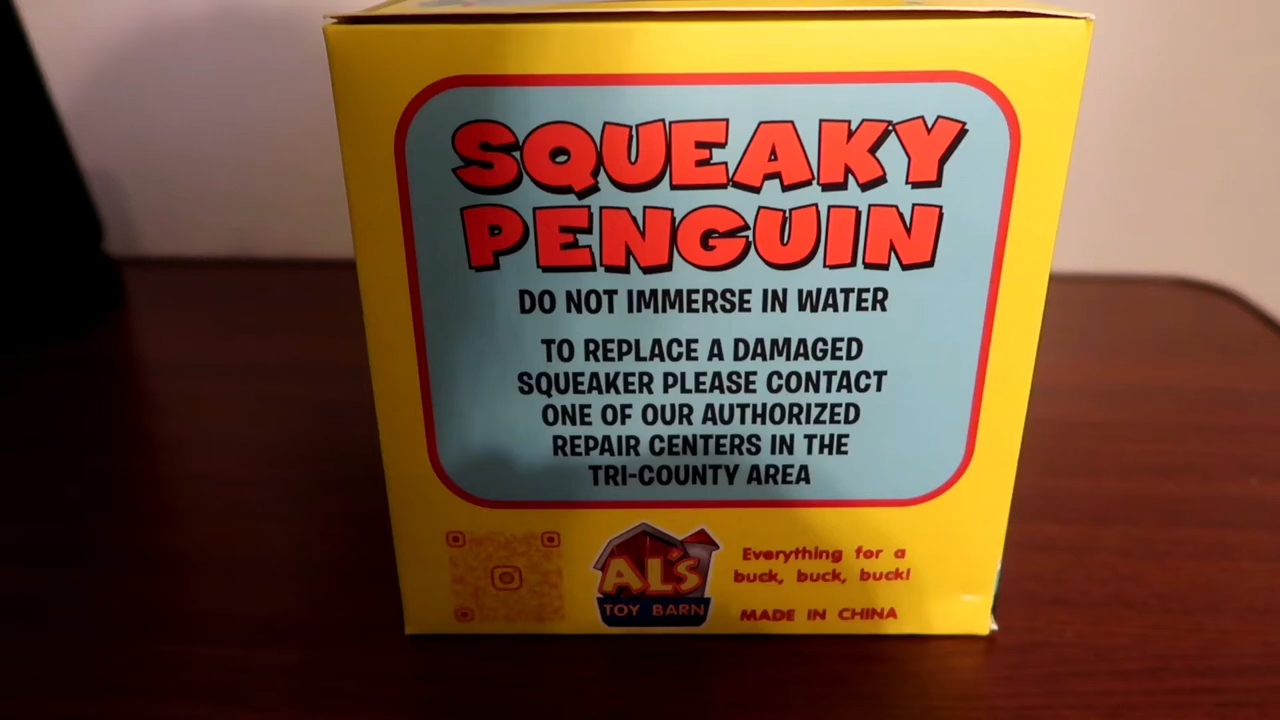 SQUEAKY
PENGUIN
DO NOT IMMERSE IN WATER
TO REPLACE A DAMAGED
SQUEAKER PLEASE CONTACT
ONE OF OUR AUTHORIZED
REPAIR CENTERS IN THE
TRI-COUNTY AREA
AL'S
TOY BARN
Everything for a
buck, buck, buck!
MADE IN CHINA